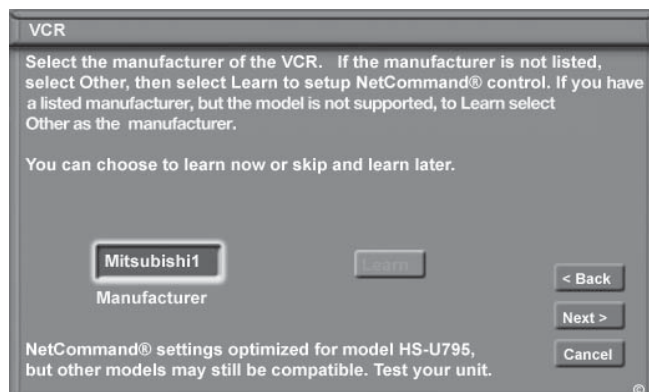 VCR
Select the manufacturer of the VCR. If the manufacturer is not listed,
select Other, then select Learn to setup NetCommand® control. If you have
a listed manufacturer, but the model is not supported, to Learn select
Other as the manufacturer.
You can choose to learn now or skip and learn later.
Mitsubishi1
Learn
Manufacturer
< Back
Next >
Cancel
NetCommand® settings optimized for model HS-U795,
but other models may still be compatible. Test your unit.
©